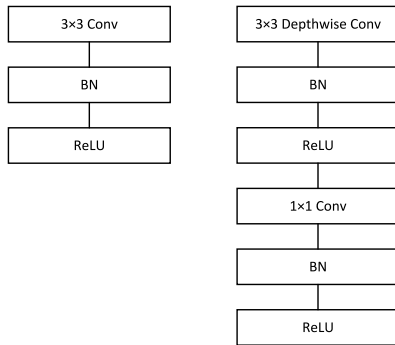 3×3 Conv
BN
ReLU
3×3 Depthwise Conv
BN
ReLU
1×1 Conv
BN
ReLU